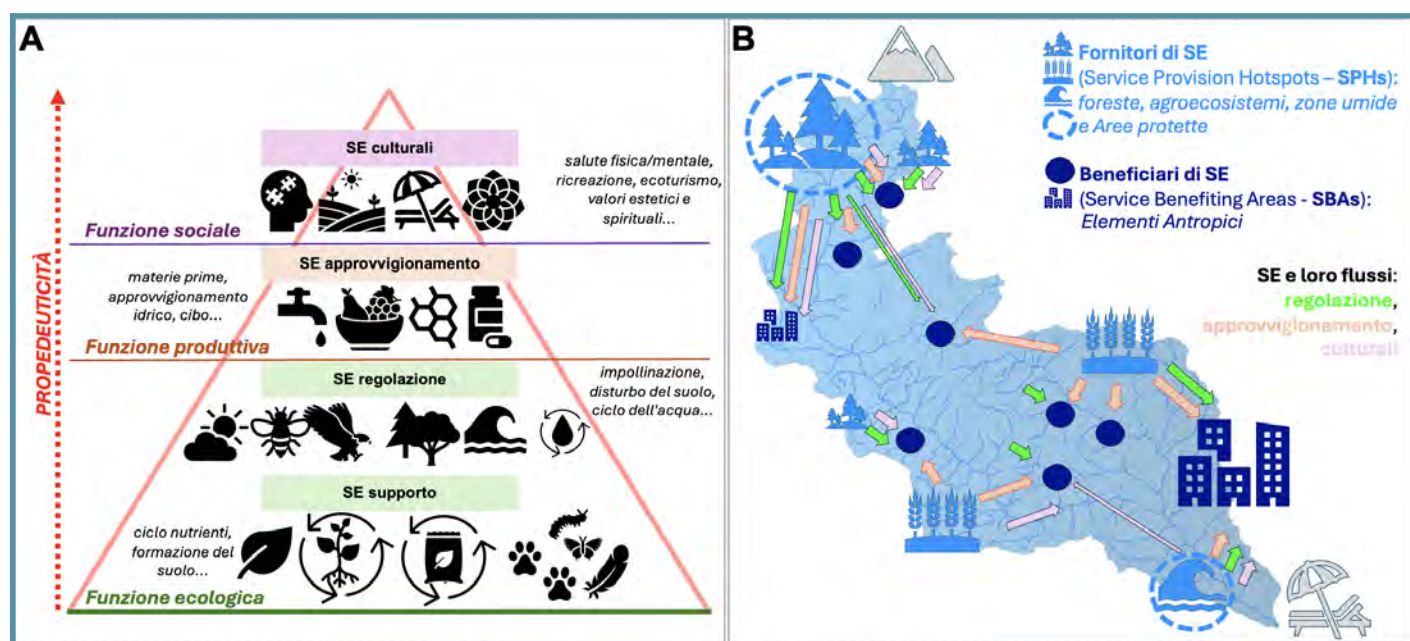 A
PROPEDEUTICITÀ
SE culturali
salute fisica/mentale,
ricreazione, ecoturismo,
valori estetici e
spirituali...
Funzione sociale
SE approvvigionamento
materie prime,
approvvigionamento
idrico, cibo...
Funzione produttiva
SE regolazione
impollinazione,
disturbo del suolo,
ciclo dell'acqua...
SE supporto
ciclo nutrienti,
formazione del
suolo...
Funzione ecologica
B
Fornitori di SE
(Service Provision Hotspots – SPHs):
foreste, agroecosistemi, zone umide
e Aree protette
Beneficiari di SE
(Service Benefiting Areas - SBAs):
Elementi Antropici
SE e loro flussi:
regolazione,
approvvigionamento,
culturali